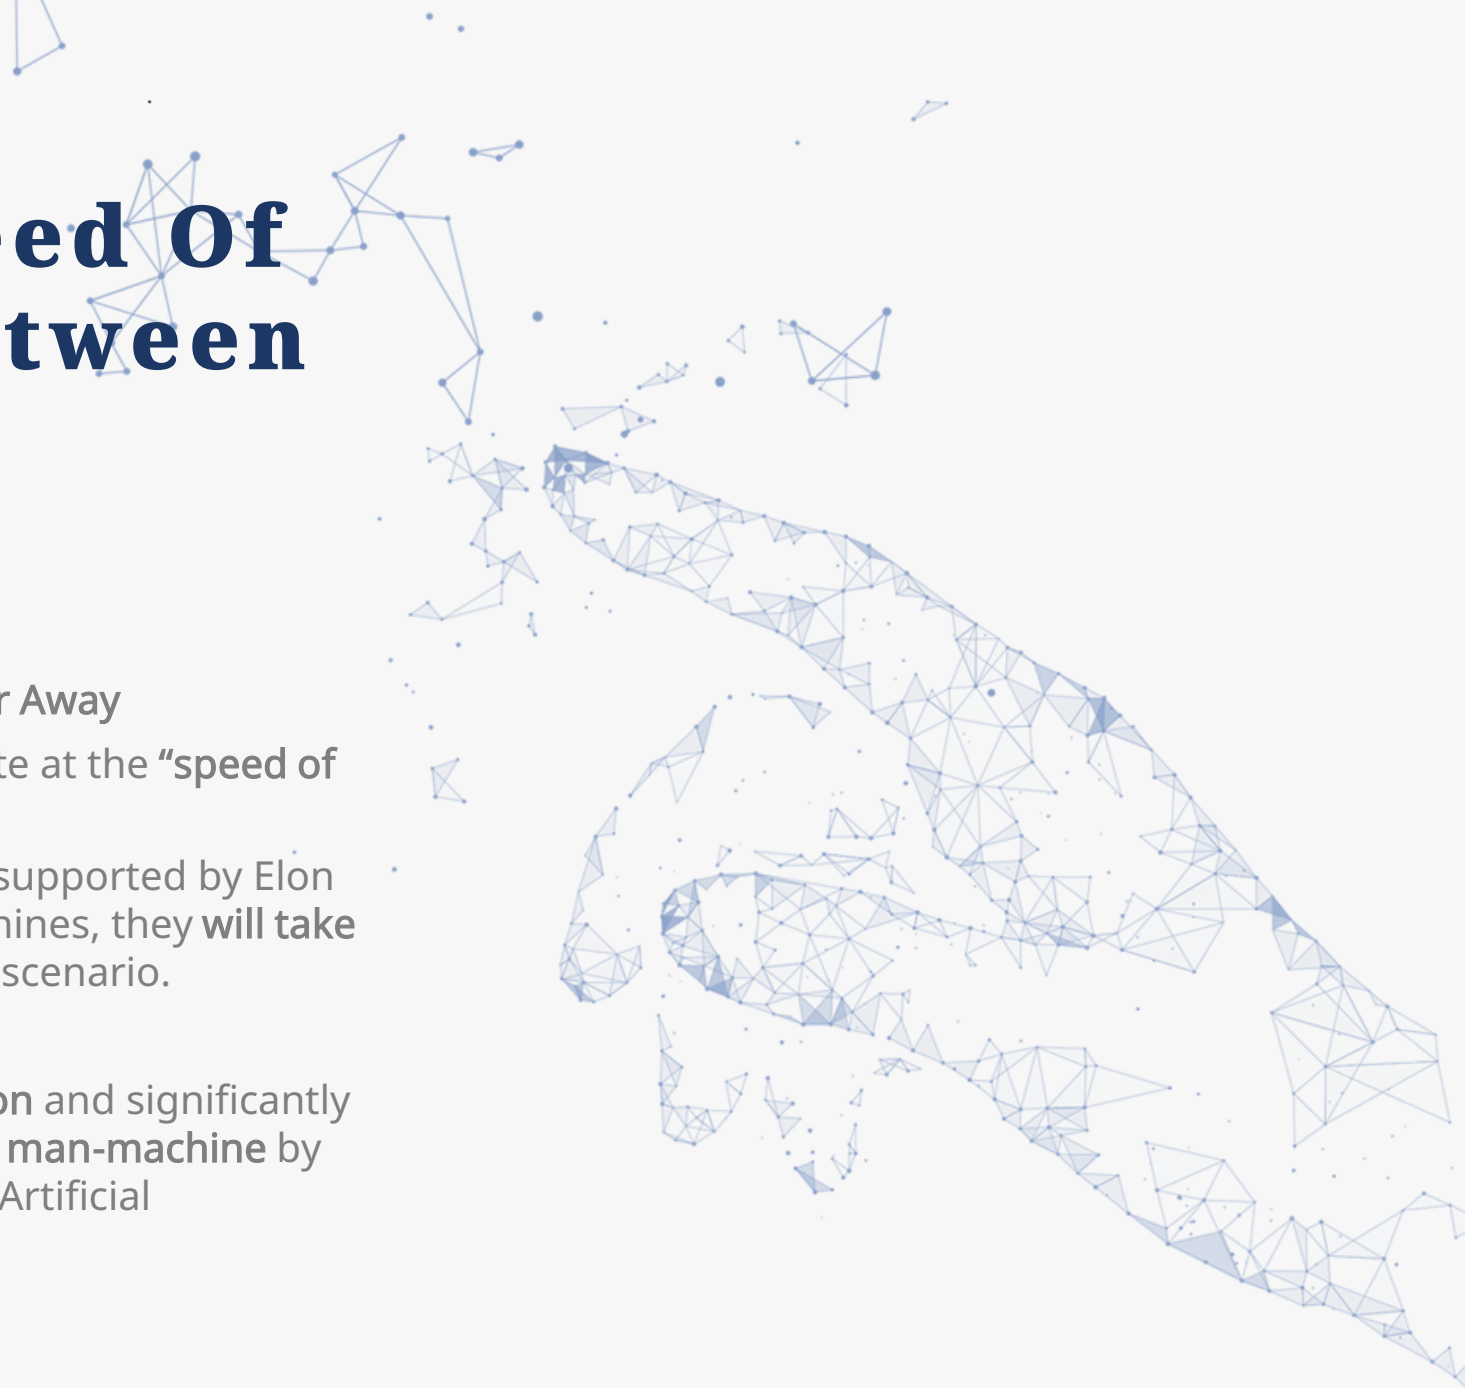 eed Of
tween
r Away
te at the “speed of
supported by Elon
hines, they will take
scenario.
on and significantly
man-machine by
Artificial